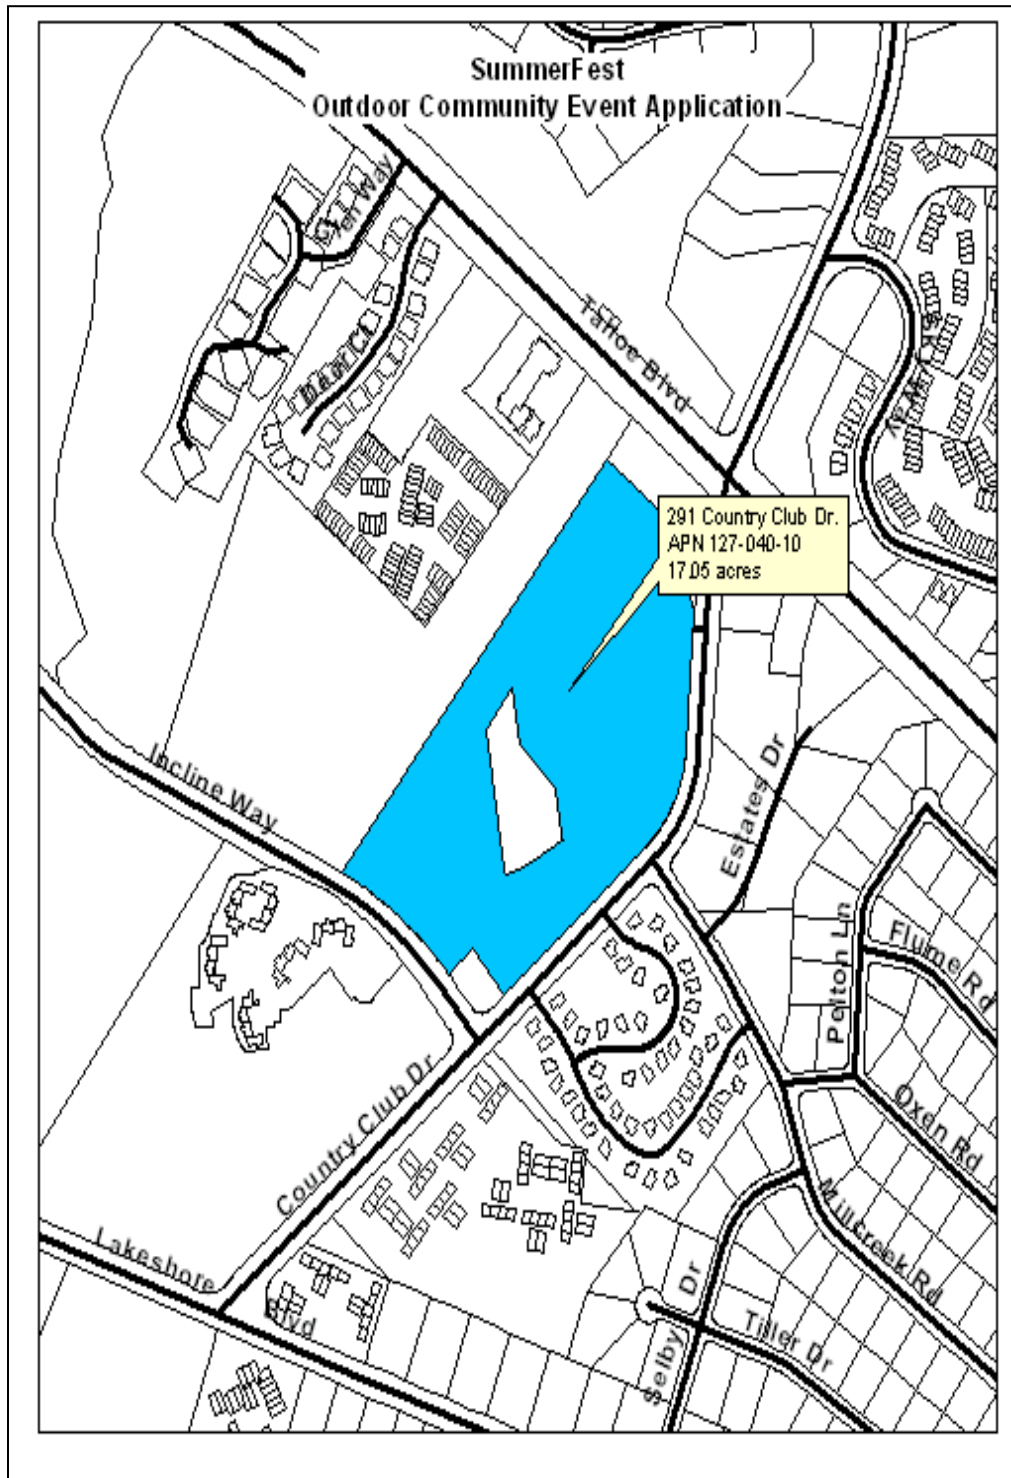 SummerFest
Outdoor Community Event Application
Way
Tahoe Blvd
Ct
291 Country Club Dr.
APN 127-040-10
17.05 acres
Incline Way
Estates Dr
Pelton Ln
Flume Rd
Oxen Rd
Country Club Dr
Millcreek Rd
Lakeshore
Blvd
Selby Dr
Tiller Dr